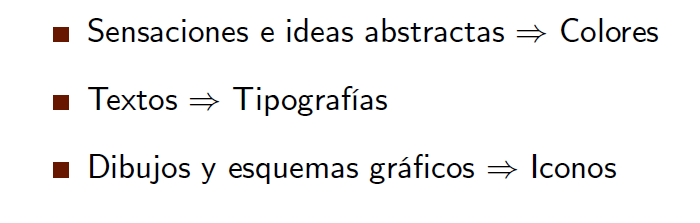 Sensaciones e ideas abstractas ⇒ Colores
Textos ⇒ Tipografías
Dibujos y esquemas gráficos ⇒ Iconos